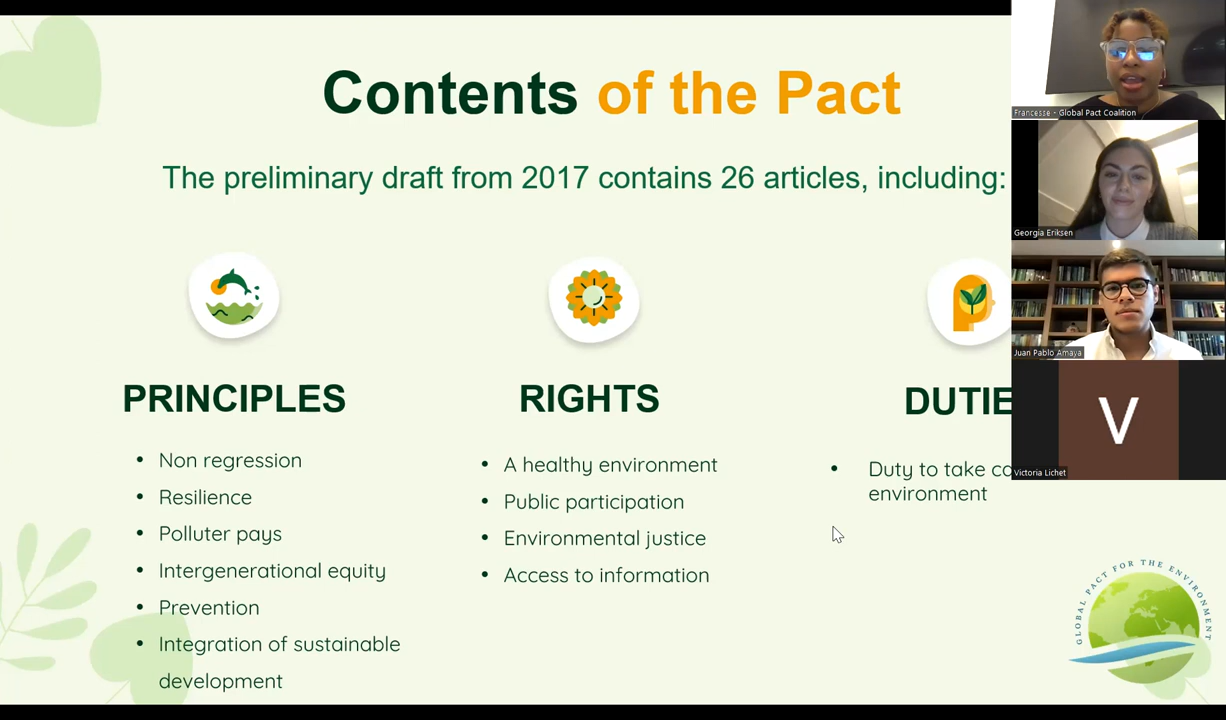 Contents of the Pact
The preliminary draft from 2017 contains 26 articles, including:
PRINCIPLES
Non regression
Resilience
Polluter pays
Intergenerational equity
Prevention
Integration of sustainable
development
RIGHTS
A healthy environment
Public participation
Environmental justice
Access to information
DUTIE
Duty to take
environment
Francesse - Global Pact Coalition
Georgia Eriksen
Juan Pablo Amaya
V
Victoria Lichet
GLOBAL PACT FOR THE ENVIRONMENT